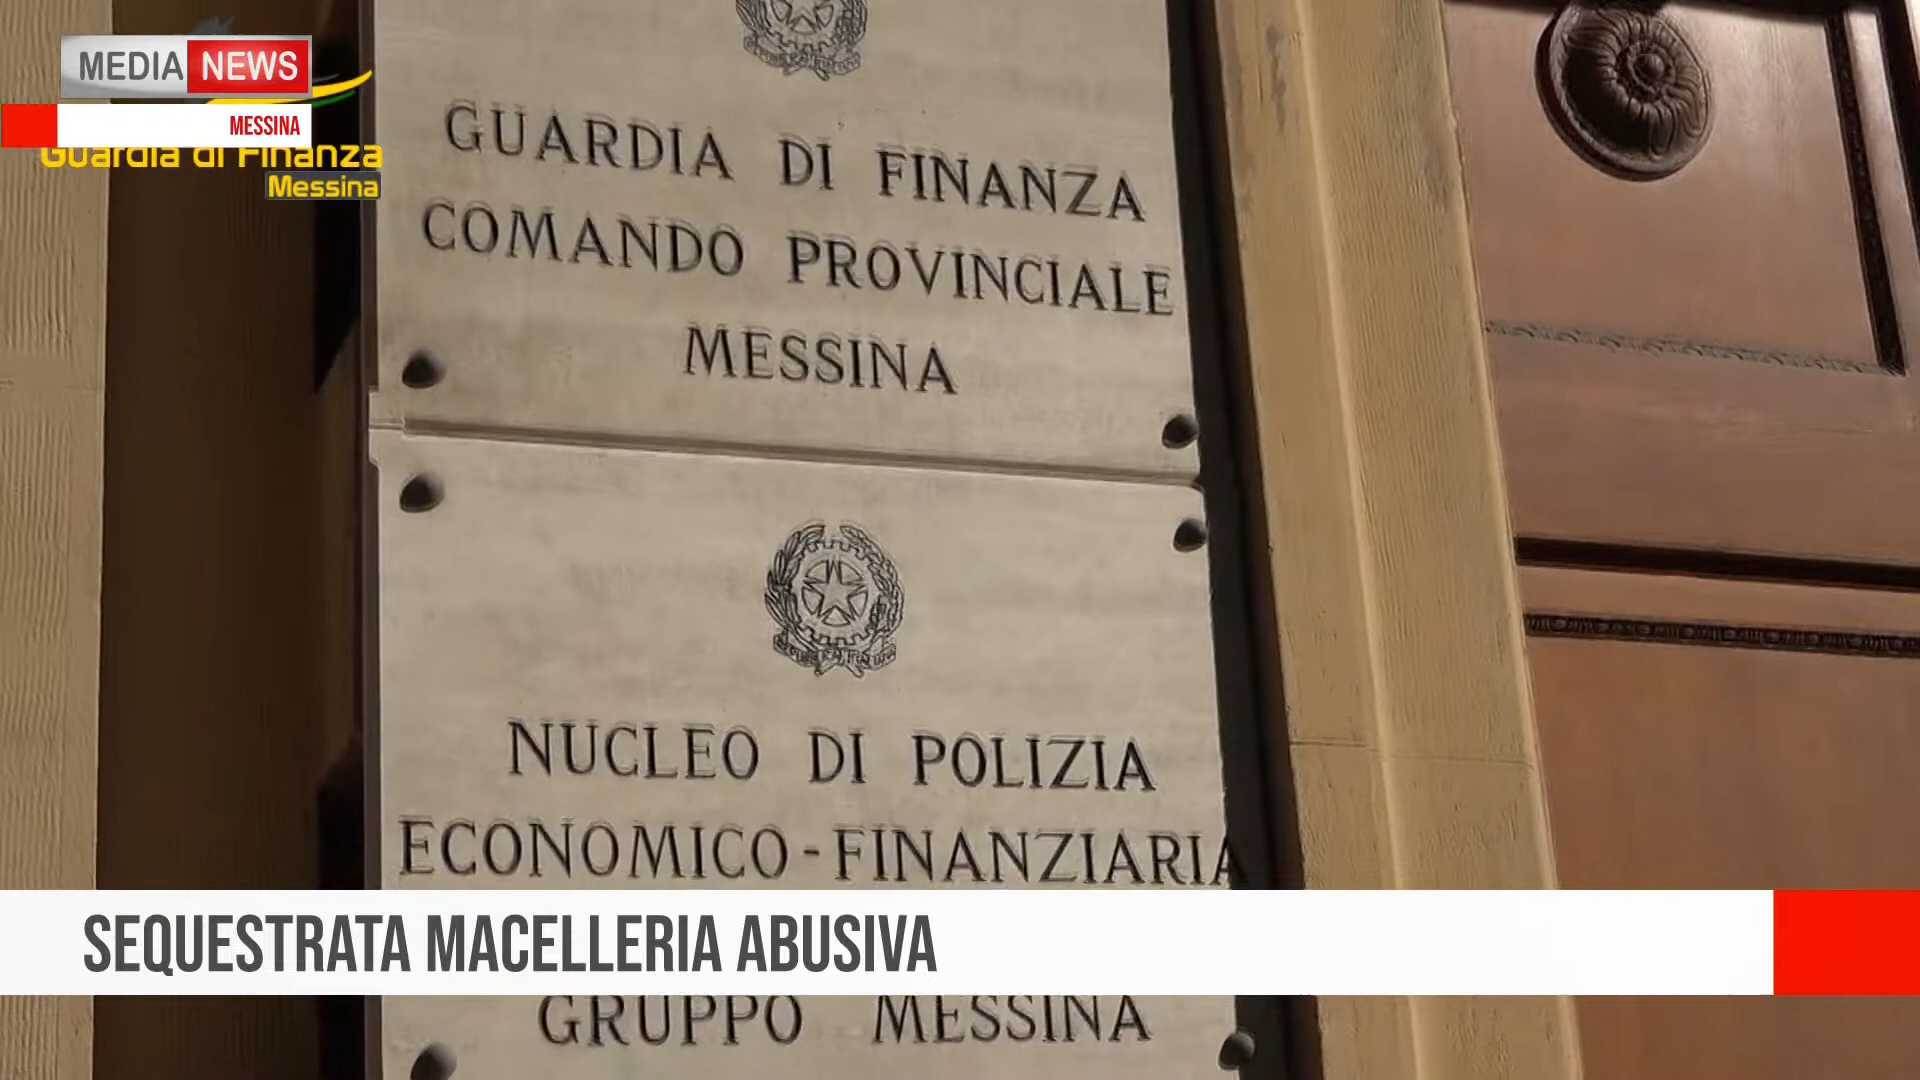 MEDIA NEWS
MESSINA
Guardia di Finanza
Messina
GUARDIA DI FINANZA
COMANDO PROVINCIALE
MESSINA
NUCLEO DI POLIZIA
ECONOMICO-FINANZIARIA
SEQUESTRATA MACELLERIA ABUSIVA
GRUPPO MESSINA